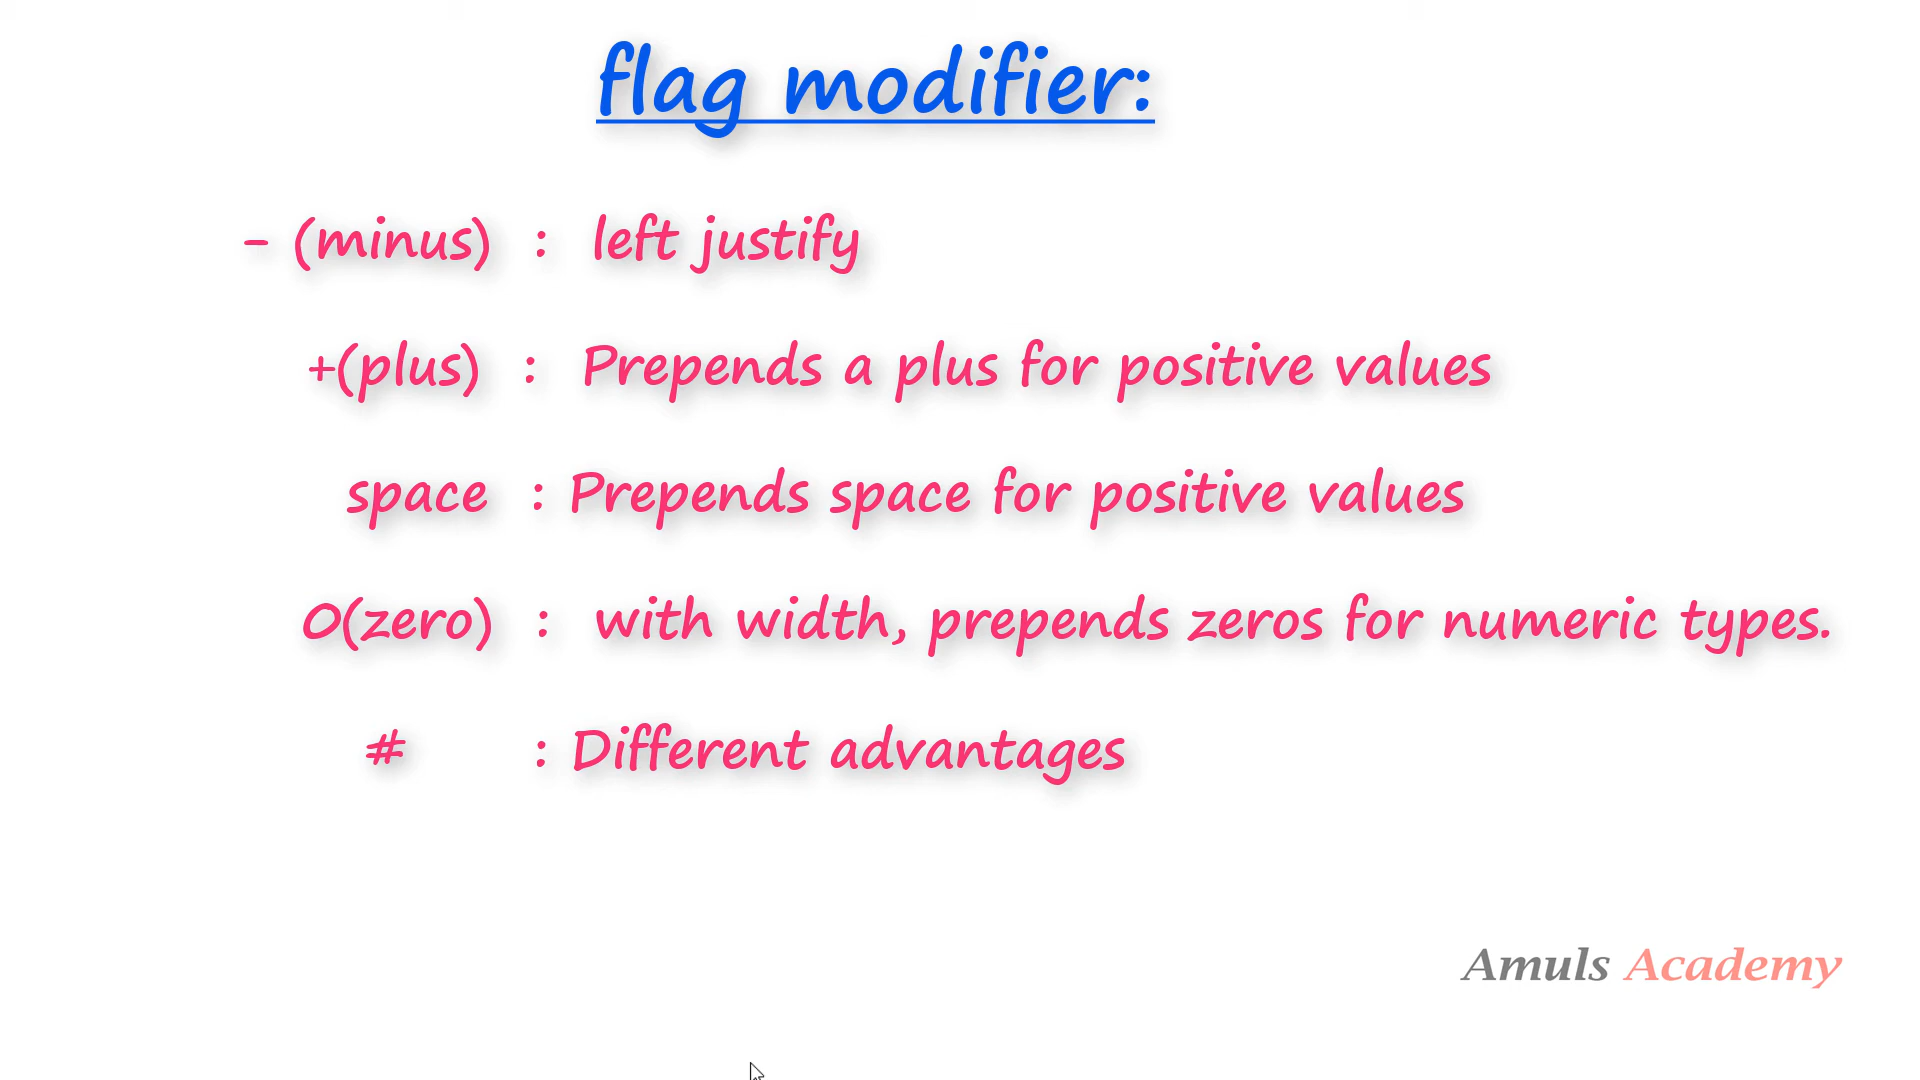 flag modifier:
- (minus) : left justify
+(plus) : Prepends a plus for positive values
space : Prepends space for positive values
0(zero) : with width, prepends zeros for numeric types.
# : Different advantages
Amuls Academy